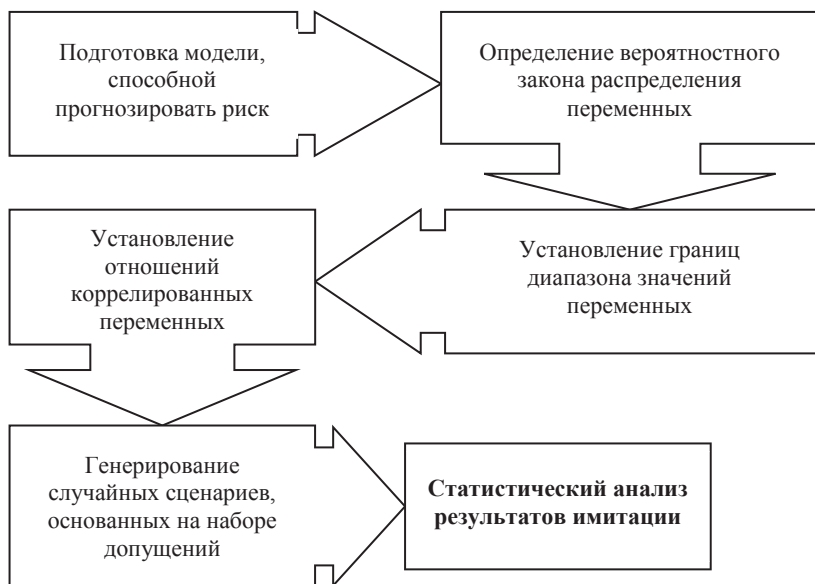 Подготовка модели,
способной
прогнозировать риск
Определение вероятностного
закона распределения
переменных
Установление границ
диапазона значений
переменных
Установление
отношений
коррелированных
переменных
Генерирование
случайных сценариев,
основанных на наборе
допущений
Статистический анализ
результатов имитации